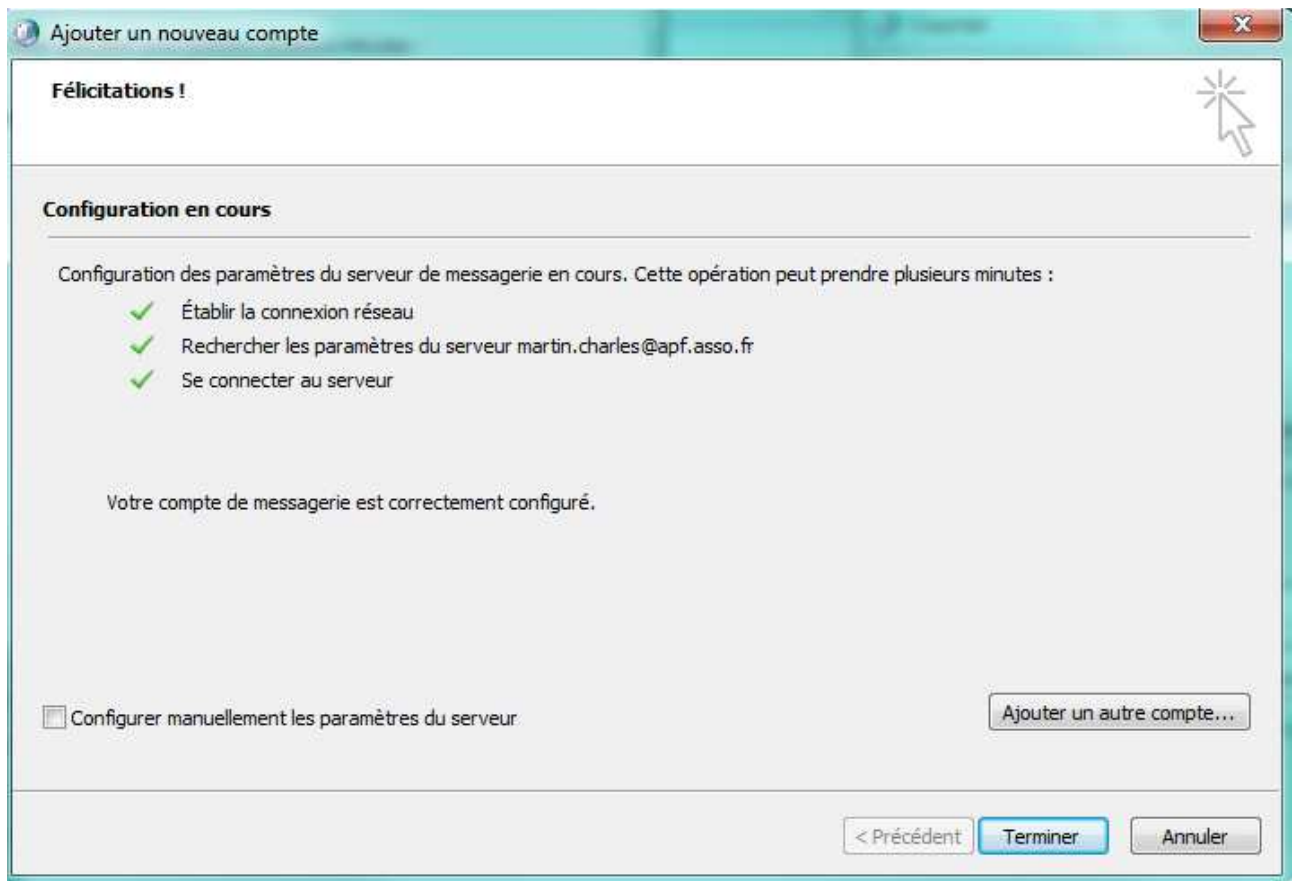 Ajouter un nouveau compte
Félicitations !
Configuration en cours
Configuration des paramètres du serveur de messagerie en cours. Cette opération peut prendre plusieurs minutes :
Établir la connexion réseau
Rechercher les paramètres du serveur martin.charles@apf.asso.fr
Se connecter au serveur
Votre compte de messagerie est correctement configuré.
Configurer manuellement les paramètres du serveur
Ajouter un autre compte...
< Précédent
Terminer
Annuler